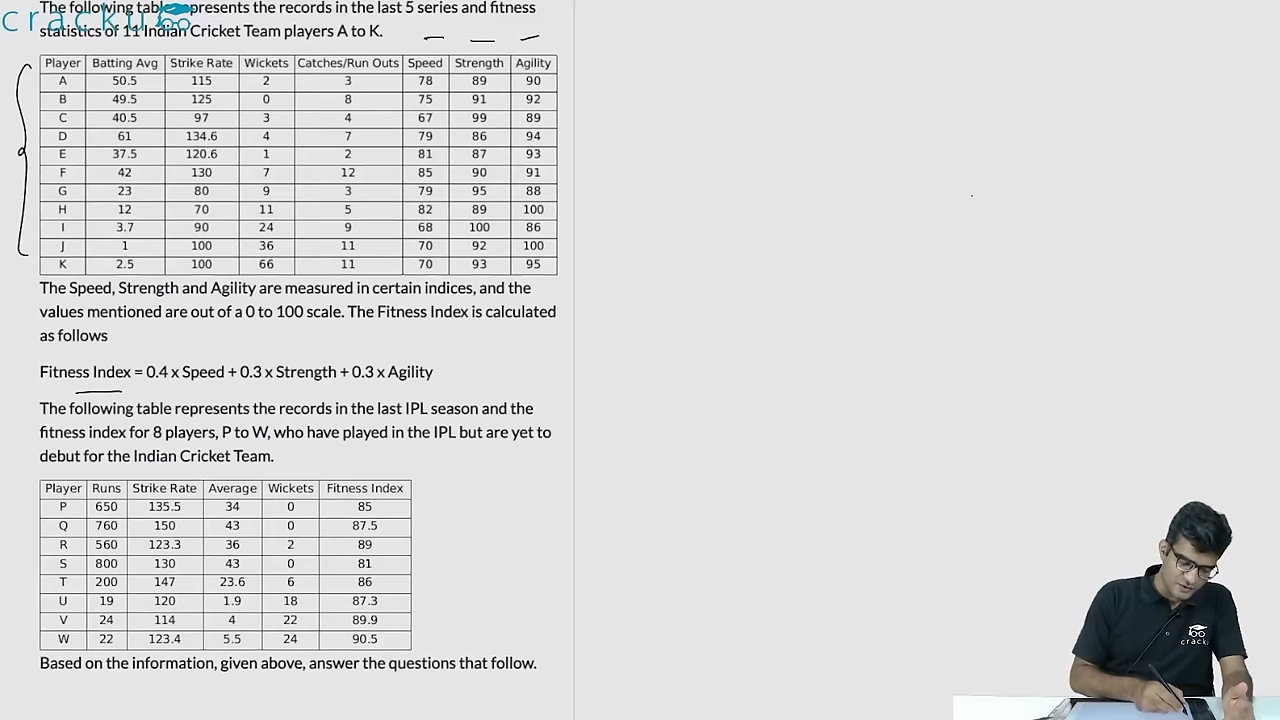 The following table represents the records in the last 5 series and fitness
cracku
statistics of 11 Indian Cricket Team players A to K.
Player Batting Avg Strike Rate Wickets Catches/Run Outs Speed Strength Agility
A 50.5 115 2 3 78 89 90
B 49.5 125 0 8 75 91 92
C 40.5 97 3 4 67 99 89
D 61 134.6 4 7 79 86 94
E 37.5 120.6 1 2 81 87 93
F 42 130 7 12 85 90 91
G 23 80 9 3 79 95 88
H 12 70 11 5 82 89 100
I 3.7 90 24 9 68 100 86
J 1 100 36 11 70 92 100
K 2.5 100 66 11 70 93 95
The Speed, Strength and Agility are measured in certain indices, and the
values mentioned are out of a 0 to 100 scale. The Fitness Index is calculated
as follows
Fitness Index = 0.4 x Speed + 0.3 x Strength + 0.3 x Agility
The following table represents the records in the last IPL season and the
fitness index for 8 players, P to W, who have played in the IPL but are yet to
debut for the Indian Cricket Team.
Player Runs Strike Rate Average Wickets Fitness Index
P 650 135.5 34 0 85
Q 760 150 43 0 87.5
R 560 123.3 36 2 89
S 800 130 43 0 81
T 200 147 23.6 6 86
U 19 120 1.9 18 87.3
V 24 114 4 22 89.9
W 22 123.4 5.5 24 90.5
Based on the information, given above, answer the questions that follow.
cracku